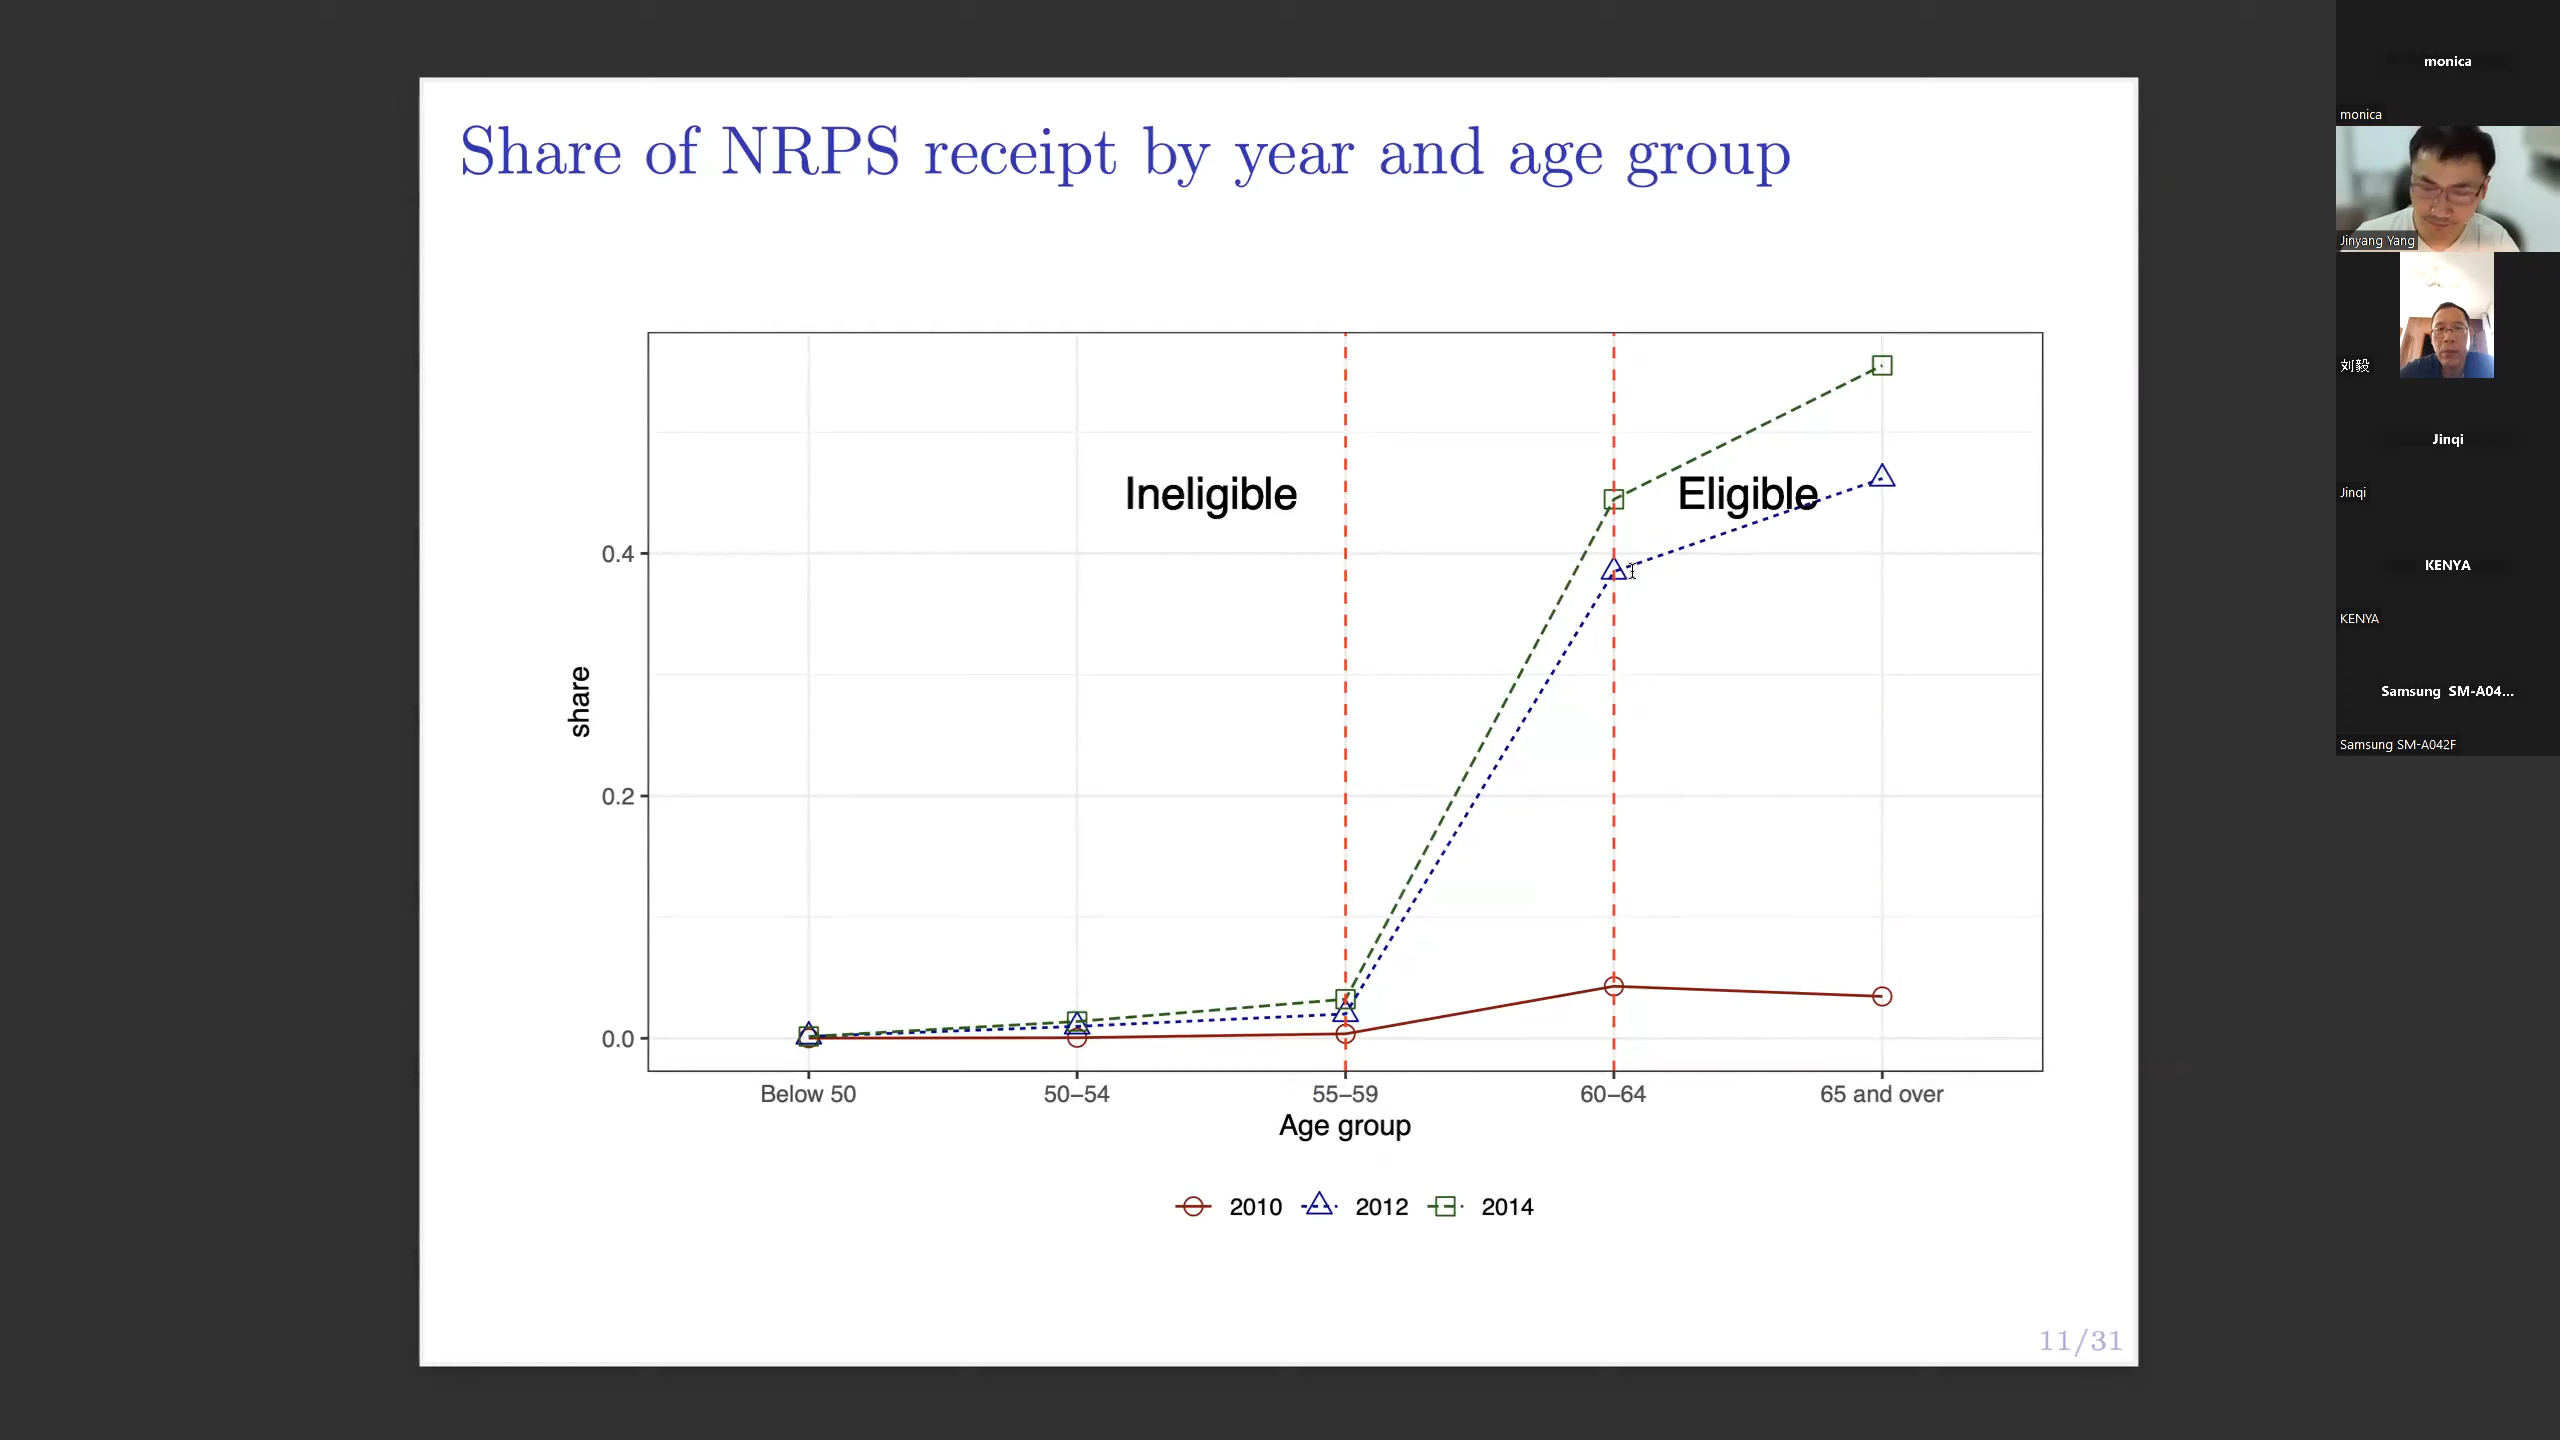 Share of NRPS receipt by year and age group
Ineligible
Eligible
0.4
0.2
0.0
share
Below 50
50–54
55–59
60–64
65 and over
Age group
2010
2012
2014
11/31
monica
monica
Jinyang Yang
刘毅
Jinqi
Jinqi
KENYA
KENYA
Samsung SM-A04...
Samsung SM-A042F